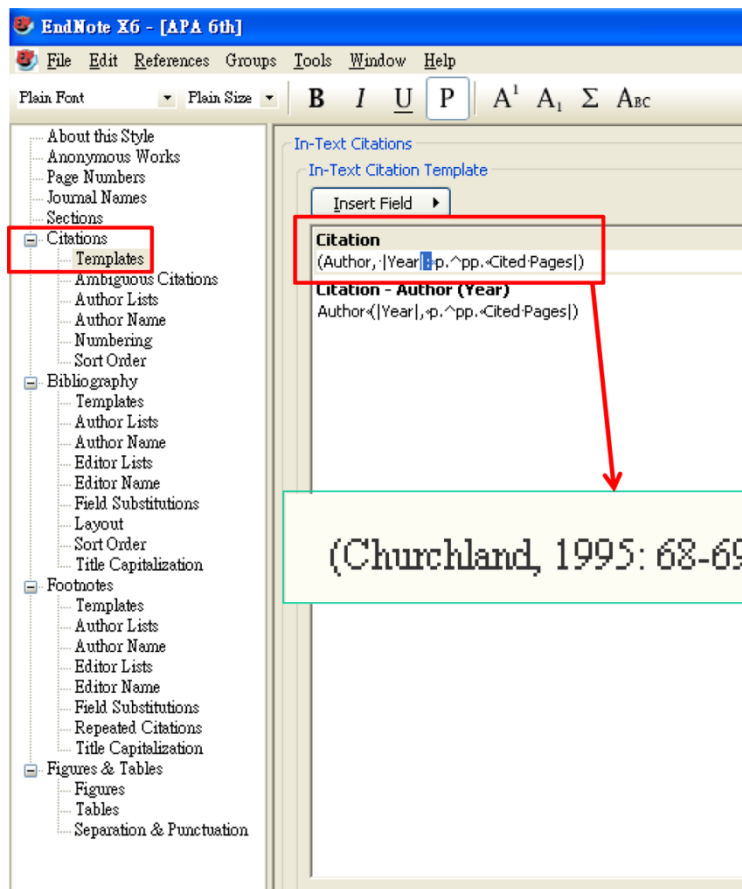 EndNote X6 - [APA 6th]
File Edit References Groups Tools Window Help
Plain Font Plain Size B I U P A¹ A₁ Σ ABC
About this Style
Anonymous Works
Page Numbers
Journal Names
Sections
Citations
Templates
Ambiguous Citations
Author Lists
Author Name
Numbering
Sort Order
Bibliography
Templates
Author Lists
Author Name
Editor Lists
Editor Name
Field Substitutions
Layout
Sort Order
Title Capitalization
Footnotes
Templates
Author Lists
Author Name
Editor Lists
Editor Name
Field Substitutions
Repeated Citations
Title Capitalization
Figures & Tables
Figures
Tables
Separation & Punctuation
In-Text Citations
In-Text Citation Template
Insert Field
Citation
(Author,·|Year|:·p.^pp.·Cited·Pages|)
Citation - Author (Year)
Author·(|Year|,·p.^pp.·Cited·Pages|)
(Churchland, 1995: 68-69